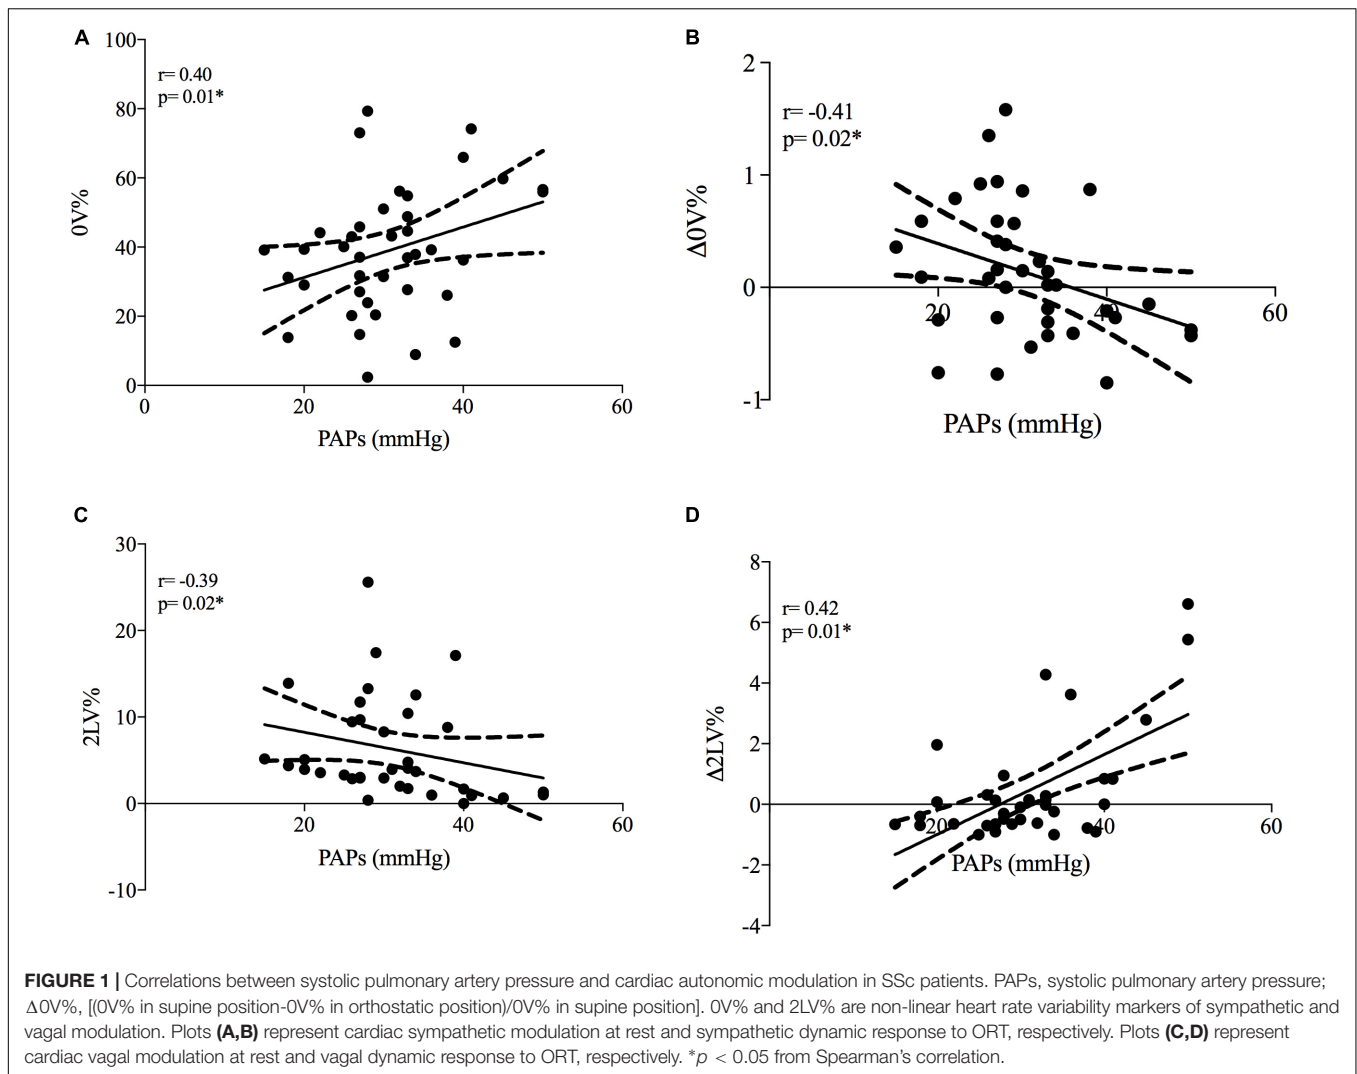 A
100
r= 0.40
p= 0.01*
80
60
0V%
40
20
0
0 20 40 60
PAPs (mmHg)
B
2
r= -0.41
p= 0.02*
1
Δ0V%
0
20 40 60
-1
PAPs (mmHg)
C
30
r= -0.39
p= 0.02*
20
2LV%
10
0
20 40 60
PAPs (mmHg)
-10
D
8
r= 0.42
p= 0.01*
6
4
Δ2LV%
2
0
20 40 60
-2
PAPs (mmHg)
-4
FIGURE 1 | Correlations between systolic pulmonary artery pressure and cardiac autonomic modulation in SSc patients. PAPs, systolic pulmonary artery pressure;
Δ0V%, [(0V% in supine position-0V% in orthostatic position)/0V% in supine position]. 0V% and 2LV% are non-linear heart rate variability markers of sympathetic and
vagal modulation. Plots (A,B) represent cardiac sympathetic modulation at rest and sympathetic dynamic response to ORT, respectively. Plots (C,D) represent
cardiac vagal modulation at rest and vagal dynamic response to ORT, respectively. *p < 0.05 from Spearman's correlation.